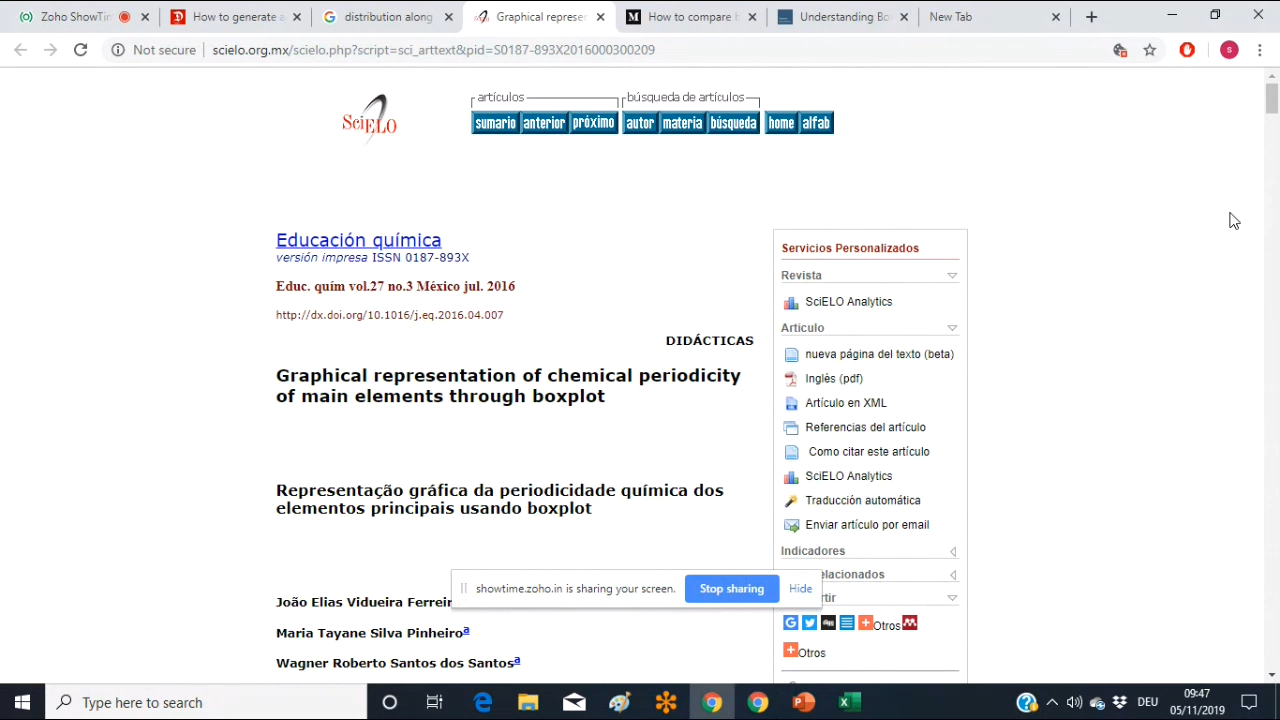 Zoho ShowTim
How to generate a
distribution along
Graphical represen
How to compare b
Understanding Bo
New Tab
Not secure
scielo.org.mx/scielo.php?script=sci_arttext&pid=S0187-893X2016000300209
s
SciELO
artículos
búsqueda de artículos
sumario anterior próximo autor materia búsqueda home alfab
Educación química
versión impresa ISSN 0187-893X
Educ. quím vol.27 no.3 México jul. 2016
http://dx.doi.org/10.1016/j.eq.2016.04.007
DIDÁCTICAS
Graphical representation of chemical periodicity
of main elements through boxplot
Representação gráfica da periodicidade química dos
elementos principais usando boxplot
João Elias Vidueira Ferreir
Maria Tayane Silva Pinheiroa
Wagner Roberto Santos dos Santosa
Servicios Personalizados
Revista
SciELO Analytics
Articulo
nueva página del texto (beta)
Inglés (pdf)
Artículo en XML
Referencias del artículo
Como citar este artículo
SciELO Analytics
Traducción automática
Enviar artículo por email
Indicadores
elacionados
rtir
Otros
Otros
showtime.zoho.in is sharing your screen.
Stop sharing
Hide
Type here to search
DEU
09:47
05/11/2019